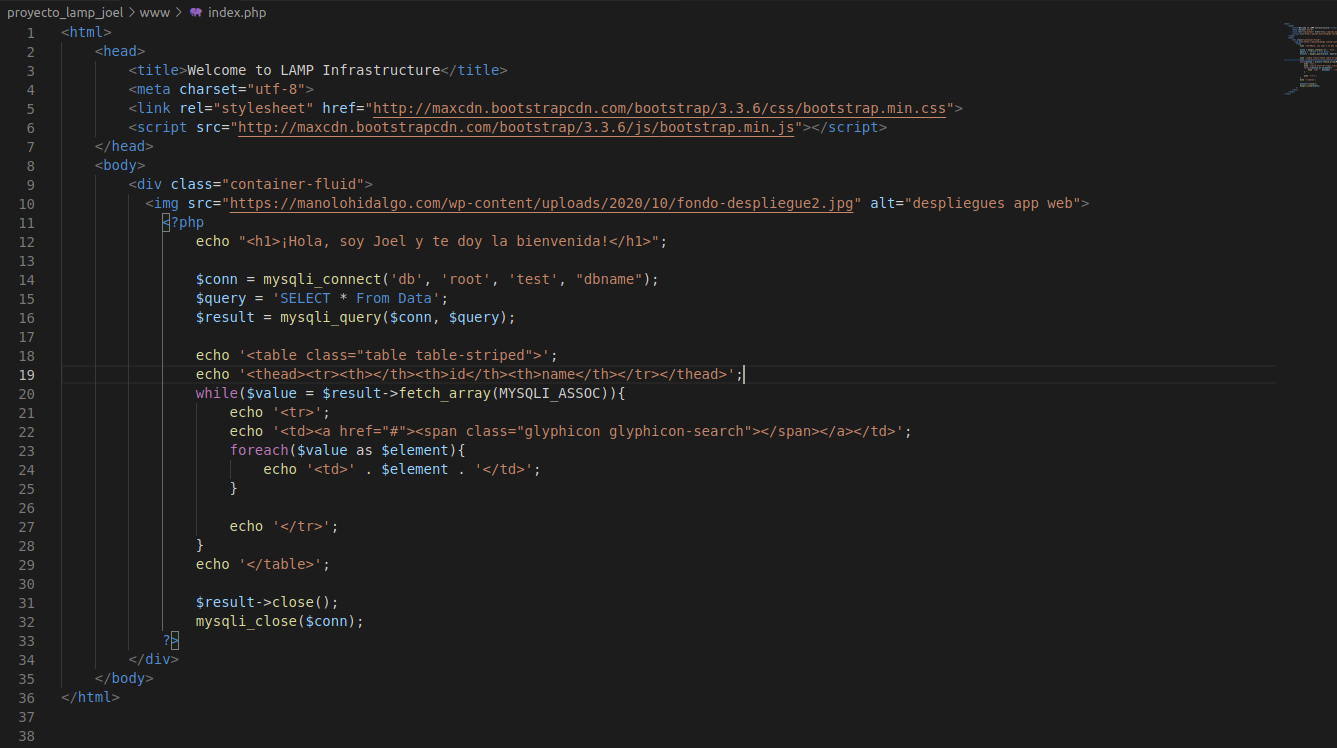 proyecto_lamp_joel > www > index.php
1 <html>
2     <head>
3         <title>Welcome to LAMP Infrastructure</title>
4         <meta charset="utf-8">
5         <link rel="stylesheet" href="http://maxcdn.bootstrapcdn.com/bootstrap/3.3.6/css/bootstrap.min.css">
6         <script src="http://maxcdn.bootstrapcdn.com/bootstrap/3.3.6/js/bootstrap.min.js"></script>
7     </head>
8     <body>
9         <div class="container-fluid">
10           <img src="https://manolohidalgo.com/wp-content/uploads/2020/10/fondo-despliegue2.jpg" alt="despliegues app web">
11             <?php
12                 echo "<h1>¡Hola, soy Joel y te doy la bienvenida!</h1>";
13
14                 $conn = mysqli_connect('db', 'root', 'test', "dbname");
15                 $query = 'SELECT * From Data';
16                 $result = mysqli_query($conn, $query);
17
18                 echo '<table class="table table-striped">';
19                 echo '<thead><tr><th></th><th>id</th><th>name</th></tr></thead>';
20                 while($value = $result->fetch_array(MYSQLI_ASSOC)){
21                     echo '<tr>';
22                     echo '<td><a href="#"><span class="glyphicon glyphicon-search"></span></a></td>';
23                     foreach($value as $element){
24                         echo '<td>' . $element . '</td>';
25                     }
26
27                     echo '</tr>';
28                 }
29                 echo '</table>';
30
31                 $result->close();
32                 mysqli_close($conn);
33             ?>
34         </div>
35     </body>
36 </html>
37
38